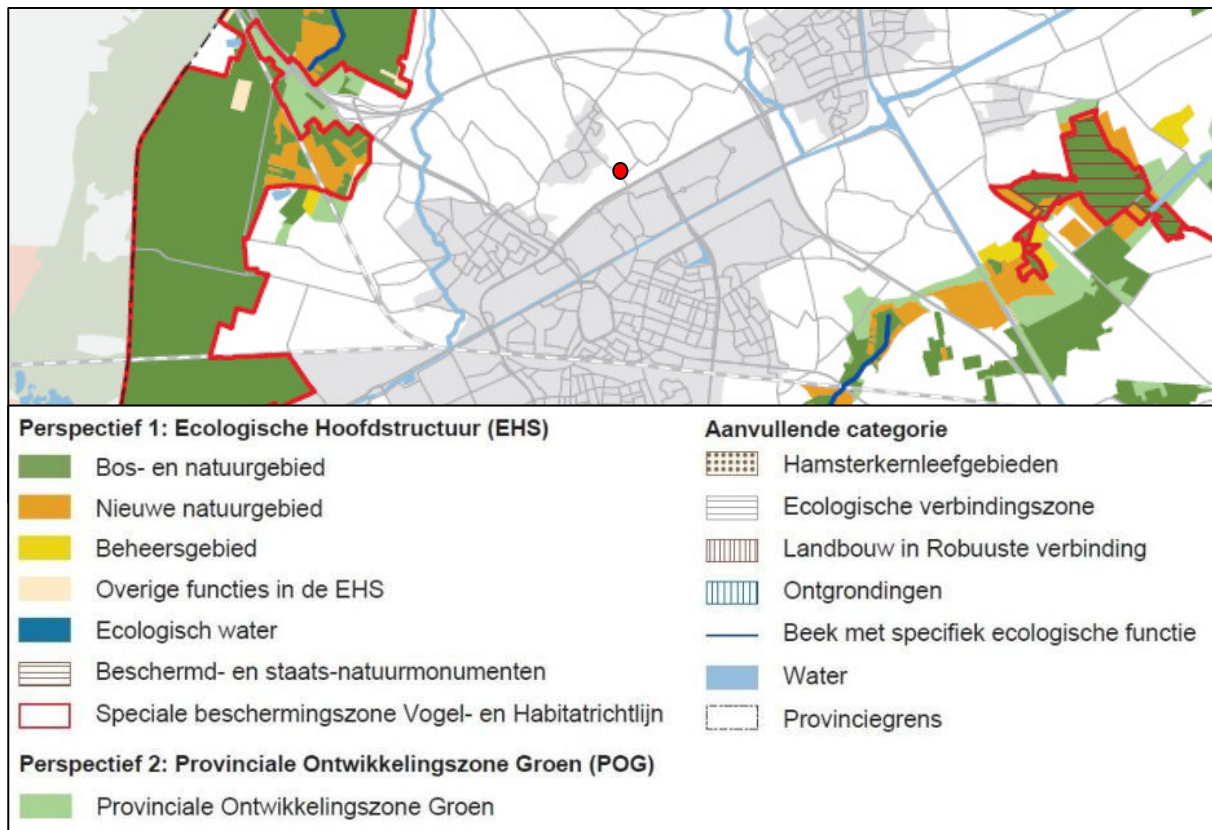 Perspectief 1: Ecologische Hoofdstructuur (EHS)
Bos- en natuurgebied
Nieuwe natuurgebied
Beheersgebied
Overige functies in de EHS
Ecologisch water
Beschermd- en staats-natuurmonumenten
Speciale beschermingszone Vogel- en Habitatrichtlijn
Perspectief 2: Provinciale Ontwikkelingszone Groen (POG)
Provinciale Ontwikkelingszone Groen
Aanvullende categorie
Hamsterkernleefgebieden
Ecologische verbindingszone
Landbouw in Robuuste verbinding
Ontgrondingen
Beek met specifiek ecologische functie
Water
Provinciegrens